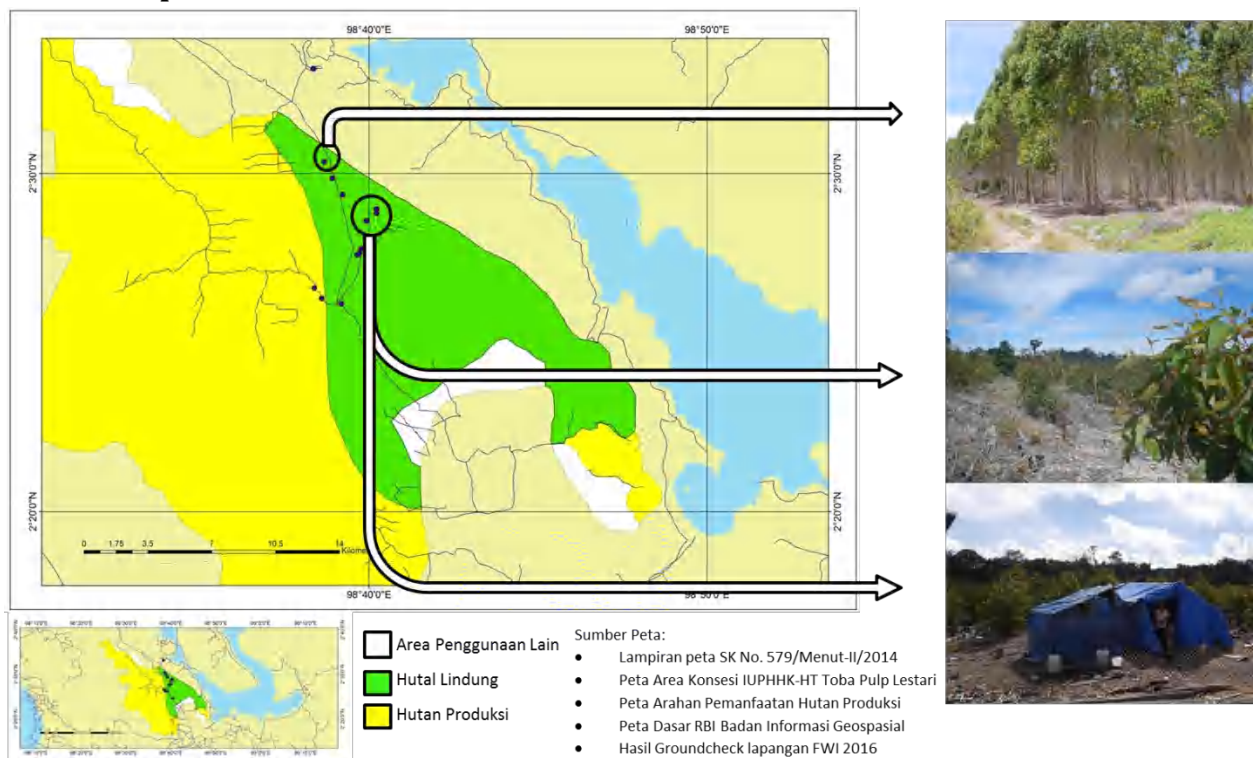 98°40'0"E 98°50'0"E
2°30'0"N 2°30'0"N
2°20'0"N 2°20'0"N
0 1.75 3.5 7 10.5 14
Kilome
98°40'0"E 98°50'0"E
Area Penggunaan Lain
Hutal Lindung
Hutan Produksi
Sumber Peta:
• Lampiran peta SK No. 579/Menut-II/2014
• Peta Area Konsesi IUPHHK-HT Toba Pulp Lestari
• Peta Arahan Pemanfaatan Hutan Produksi
• Peta Dasar RBI Badan Informasi Geospasial
• Hasil Groundcheck lapangan FWI 2016